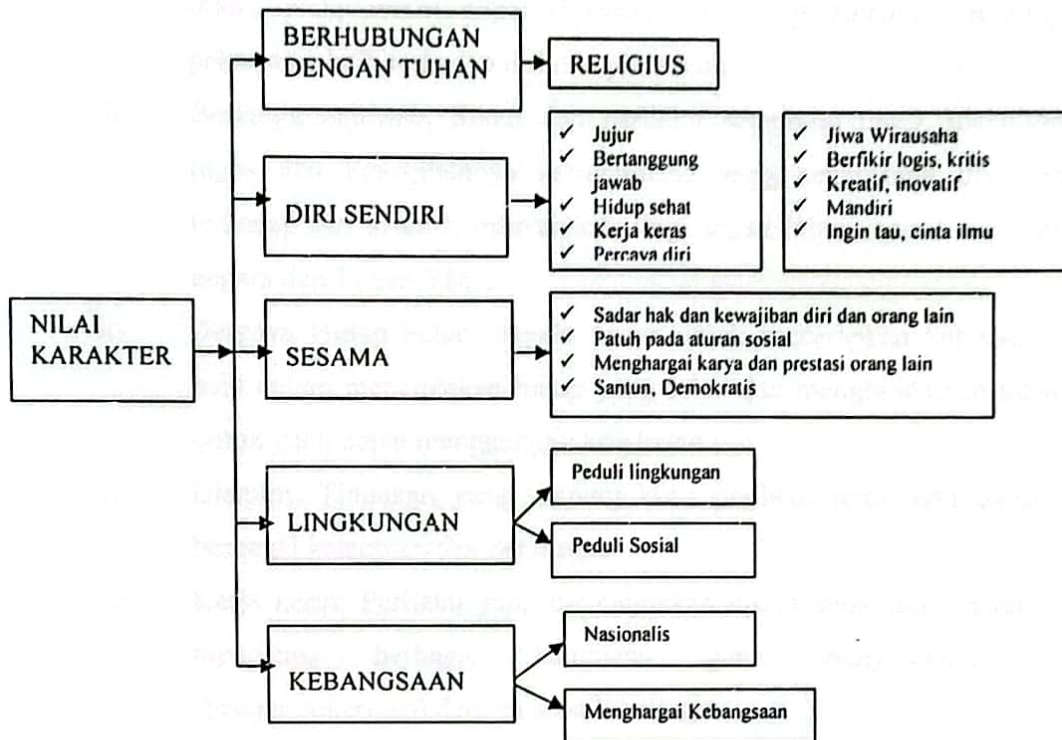 BERHUBUNGAN
DENGAN TUHAN
RELIGIUS
DIRI SENDIRI
✓ Jujur
✓ Bertanggung
jawab
✓ Hidup sehat
✓ Kerja keras
✓ Percaya diri
✓ Jiwa Wirausaha
✓ Berfikir logis, kritis
✓ Kreatif, inovatif
✓ Mandiri
✓ Ingin tau, cinta ilmu
NILAI
KARAKTER
SESAMA
✓ Sadar hak dan kewajiban diri dan orang lain
✓ Patuh pada aturan sosial
✓ Menghargai karya dan prestasi orang lain
✓ Santun, Demokratis
LINGKUNGAN
Peduli lingkungan
Peduli Sosial
KEBANGSAAN
Nasionalis
Menghargai Kebangsaan